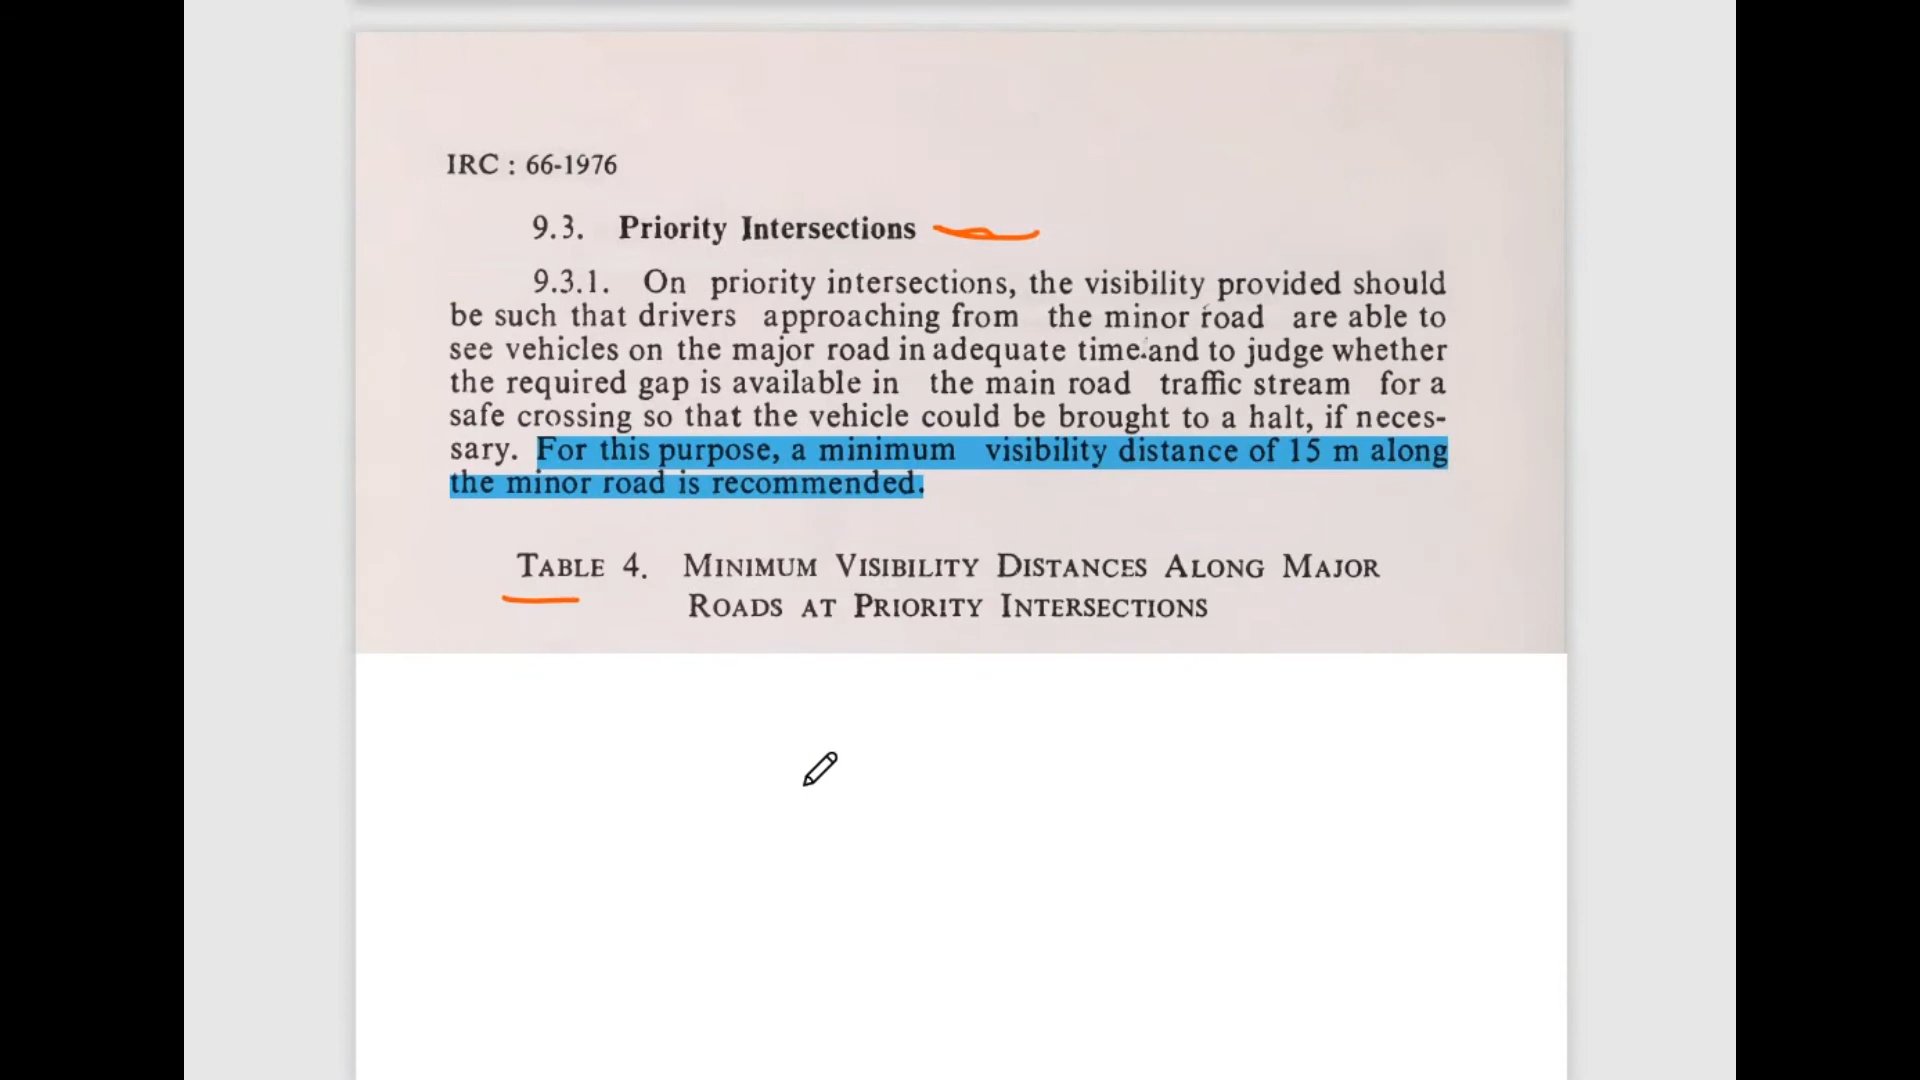 IRC : 66-1976
9.3. Priority Intersections
9.3.1. On priority intersections, the visibility provided should
be such that drivers approaching from the minor road are able to
see vehicles on the major road in adequate time and to judge whether
the required gap is available in the main road traffic stream for a
safe crossing so that the vehicle could be brought to a halt, if neces-
sary. For this purpose, a minimum visibility distance of 15 m along
the minor road is recommended.
TABLE 4. MINIMUM VISIBILITY DISTANCES ALONG MAJOR
ROADS AT PRIORITY INTERSECTIONS